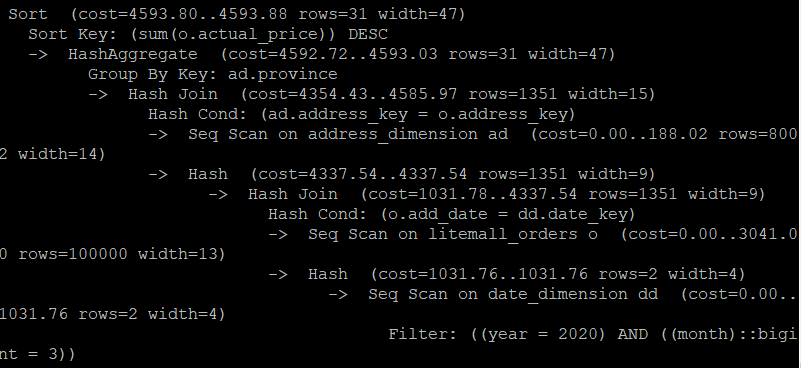 Sort  (cost=4593.80..4593.88 rows=31 width=47)
Sort Key: (sum(o.actual_price)) DESC
->  HashAggregate  (cost=4592.72..4593.03 rows=31 width=47)
Group By Key: ad.province
->  Hash Join  (cost=4354.43..4585.97 rows=1351 width=15)
Hash Cond: (ad.address_key = o.address_key)
->  Seq Scan on address_dimension ad  (cost=0.00..188.02 rows=800
2 width=14)
->  Hash  (cost=4337.54..4337.54 rows=1351 width=9)
->  Hash Join  (cost=1031.78..4337.54 rows=1351 width=9)
Hash Cond: (o.add_date = dd.date_key)
->  Seq Scan on litemall_orders o  (cost=0.00..3041.0
0 rows=100000 width=13)
->  Hash  (cost=1031.76..1031.76 rows=2 width=4)
->  Seq Scan on date_dimension dd  (cost=0.00..
1031.76 rows=2 width=4)
Filter: ((year = 2020) AND ((month)::bigi
nt = 3))